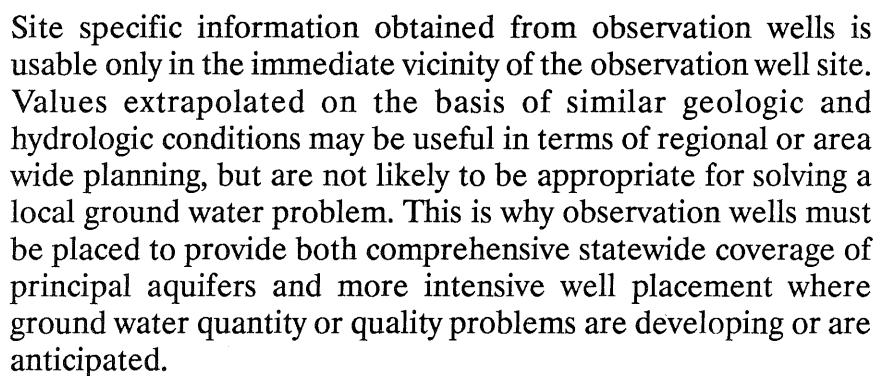 Site specific information obtained from observation wells is
usable only in the immediate vicinity of the observation well site.
Values extrapolated on the basis of similar geologic and
hydrologic conditions may be useful in terms of regional or area
wide planning, but are not likely to be appropriate for solving a
local ground water problem. This is why observation wells must
be placed to provide both comprehensive statewide coverage of
principal aquifers and more intensive well placement where
ground water quantity or quality problems are developing or are
anticipated.